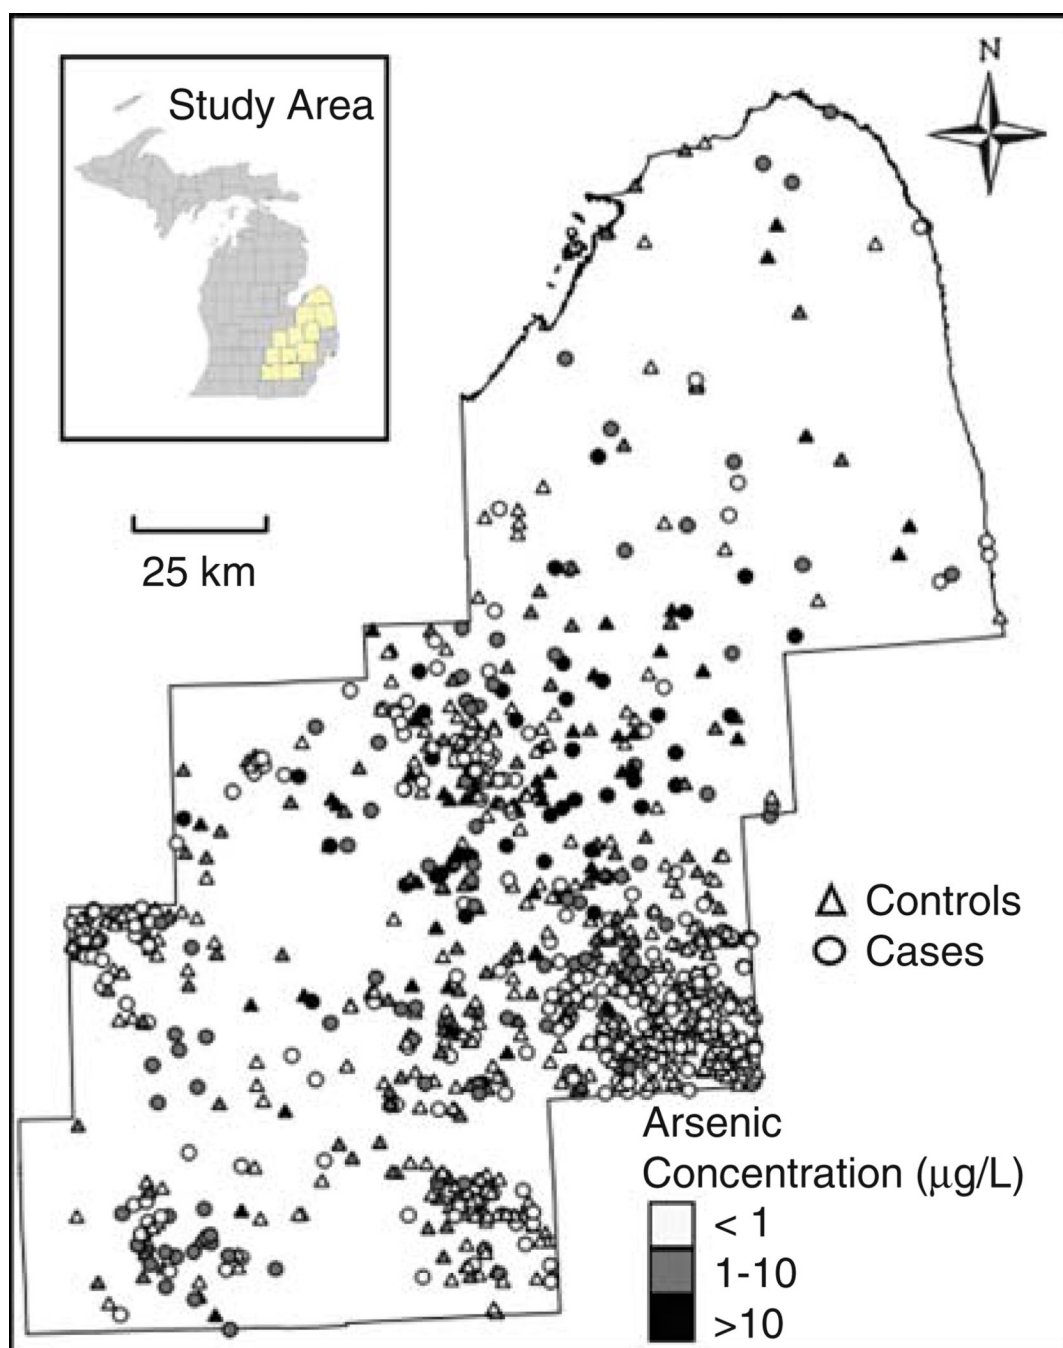 N
Study Area
25 km
Controls
Cases
Arsenic
Concentration (μg/L)
< 1
1-10
>10